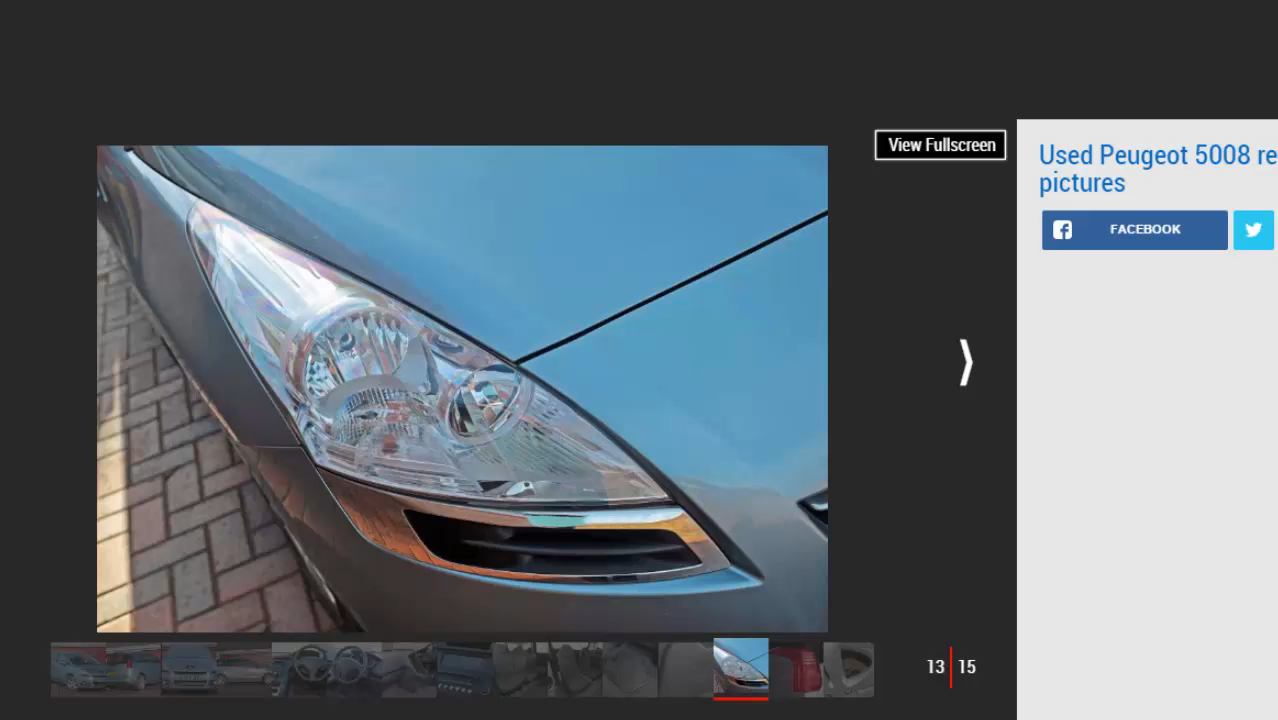 View Fullscreen
Used Peugeot 5008 re
pictures
FACEBOOK
13 15